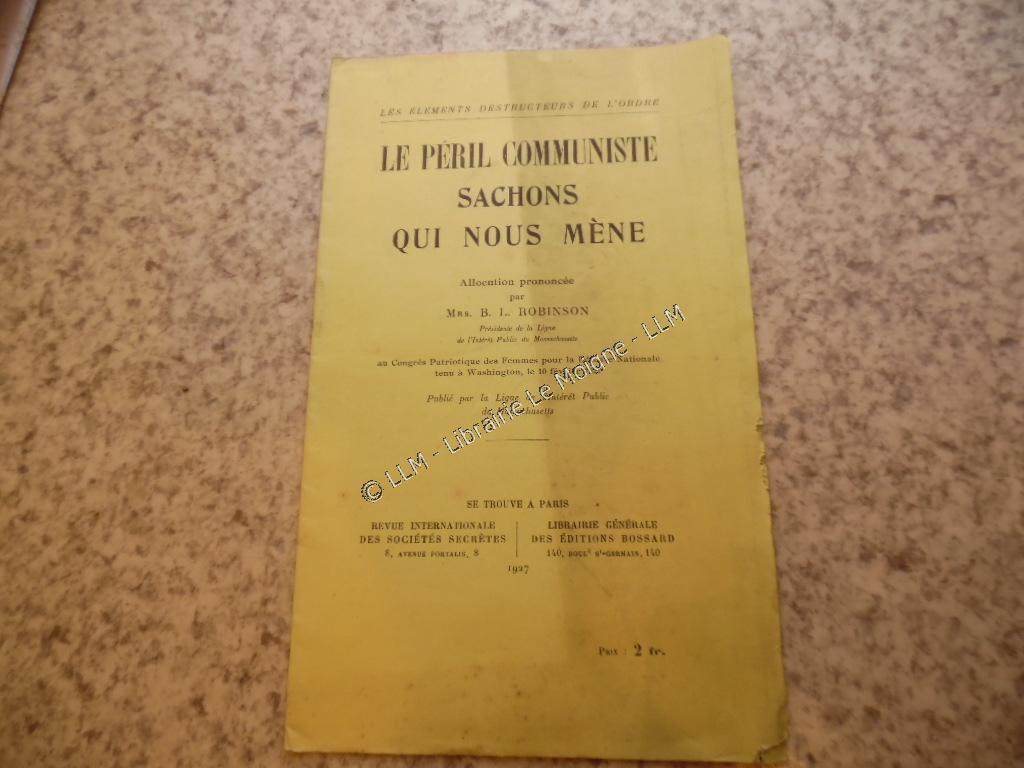 LES ÉLÉMENTS DESTRUCTEURS DE L'ORDRE
LE PÉRIL COMMUNISTE
SACHONS
QUI NOUS MÈNE
Allocution prononcée
par
MRS. B. L. ROBINSON
Présidente de la Ligue
de l'Intérêt Public du Massachusetts
au Congrès Patriotique des Femmes pour la Nationale
tenu à Washington, le 10
Publié par la Ligue Intérêt Public
SE TROUVE A PARIS
REVUE INTERNATIONALE
DES SOCIÉTÉS SECRÈTES
8, AVENUE PORTALIS, 8
LIBRAIRIE GÉNÉRALE
DES ÉDITIONS BOSSARD
140, BOUL^d S^t-GERMAIN, 140
1927
PRIX : 2 fr.
© LLM - Librairie Le Moigne - LLM